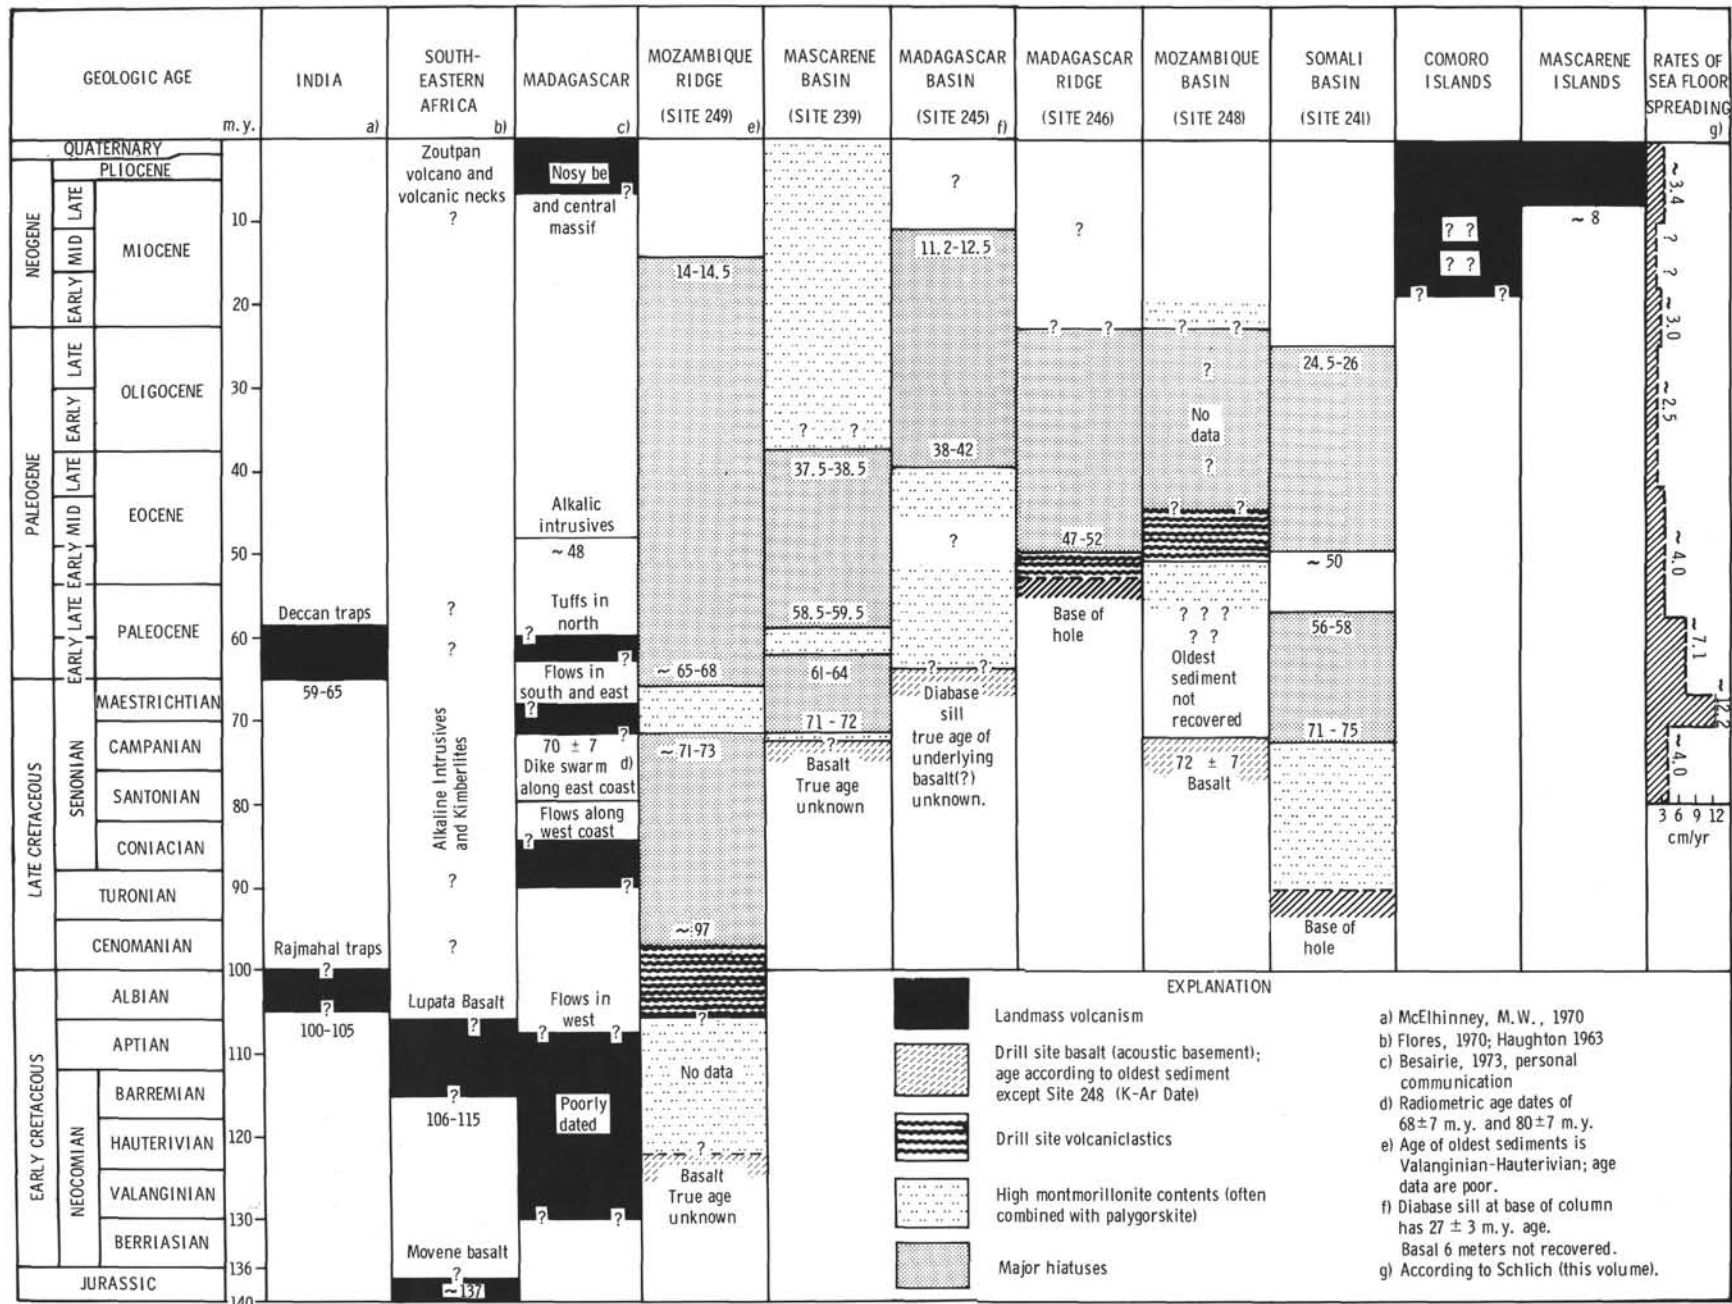 GEOLOGIC AGE
m. y.
INDIA
a)
SOUTH-
EASTERN
AFRICA
b)
MADAGASCAR
c)
MOZAMBIQUE
RIDGE
(SITE 249)
e)
MASCARENE
BASIN
(SITE 239)
MADAGASCAR
BASIN
(SITE 245)
f)
MADAGASCAR
RIDGE
(SITE 246)
MOZAMBIQUE
BASIN
(SITE 248)
SOMALI
BASIN
(SITE 241)
COMORO
ISLANDS
MASCARENE
ISLANDS
RATES OF
SEA FLOOR
SPREADING
g)
QUATERNARY
PLIOCENE
NEOGENE
LATE
MID
EARLY
MIOCENE
PALEOGENE
LATE
EARLY
OLIGOCENE
LATE
MID
EARLY
EOCENE
LATE
EARLY
PALEOCENE
LATE CRETACEOUS
SENONIAN
MAESTRICHTIAN
CAMPANIAN
SANTONIAN
CONIACIAN
TURONIAN
CENOMANIAN
EARLY CRETACEOUS
ALBIAN
APTIAN
NEOCOMIAN
BARREMIAN
HAUTERIVIAN
VALANGINIAN
BERRIASIAN
JURASSIC
10
20
30
40
50
60
70
80
90
100
110
120
130
136
140
Deccan traps
59-65
Rajmahal traps
?
?
100-105
Zoutpan
volcano and
volcanic necks
?
?
?
Alkaline Intrusives
and Kimberlites
?
?
Lupata Basalt
?
?
106-115
Movene basalt
?
~137
Nosy be
?
and central
massif
Alkalic
intrusives
~ 48
Tuffs in
north
?
?
Flows in
south and east
?
?
70 ± 7
Dike swarm d)
along east coast
Flows along
west coast
?
?
Flows in
west
? ?
Poorly
dated
? ?
14-14.5
~ 65-68
~71-73
~97
?
No data
?
Basalt
True age
unknown
? ?
37.5-38.5
58.5-59.5
61-64
71 - 72
?
Basalt
True age
unknown
?
11.2-12.5
38-42
?
? ?
Diabase
sill
true age of
underlying
basalt(?)
unknown.
?
? ?
47-52
Base of
hole
? ?
?
No
data
?
? ?
? ? ?
? ?
Oldest
sediment
not
recovered
72 ± 7
Basalt
24.5-26
~ 50
56-58
71 - 75
Base of
hole
? ?
? ?
? ?
~ 8
~3.4
?
?
~3.0
~2.5
~4.0
~7.1
~12.2
~4.0
3 6 9 12
cm/yr
EXPLANATION
Landmass volcanism
Drill site basalt (acoustic basement);
age according to oldest sediment
except Site 248 (K-Ar Date)
Drill site volcaniclastics
High montmorillonite contents (often
combined with palygorskite)
Major hiatuses
a) McElhinney, M.W., 1970
b) Flores, 1970; Haughton 1963
c) Besairie, 1973, personal
communication
d) Radiometric age dates of
68±7 m.y. and 80±7 m.y.
e) Age of oldest sediments is
Valanginian-Hauterivian; age
data are poor.
f) Diabase sill at base of column
has 27 ± 3 m.y. age.
Basal 6 meters not recovered.
g) According to Schlich (this volume).